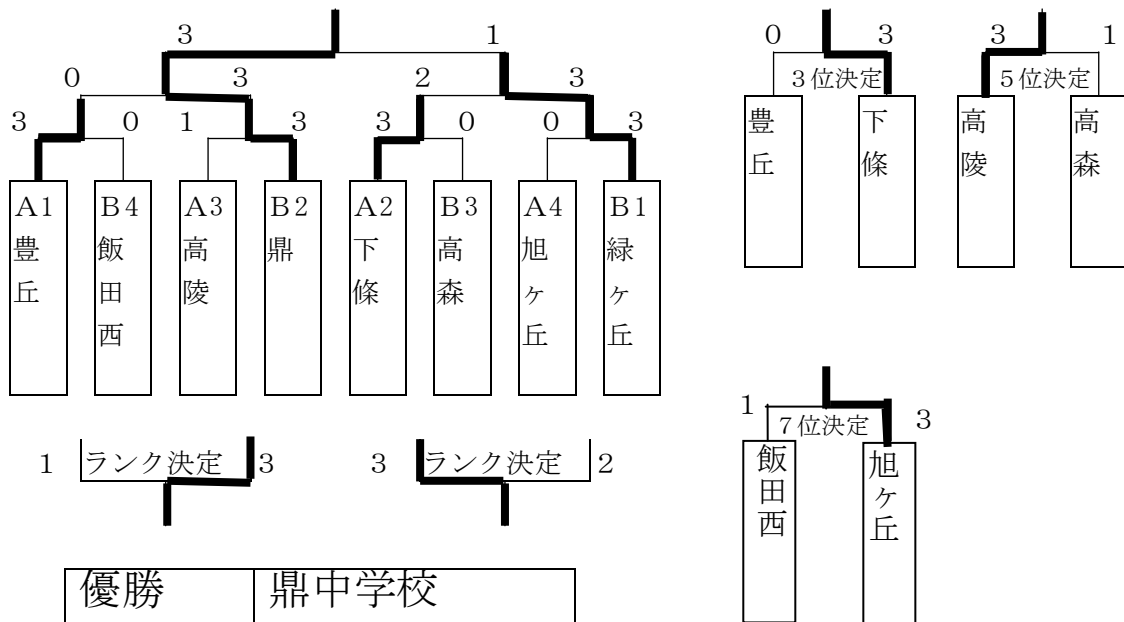 3 1
0 3 2 3
3 0 1 3 3 0 0 3
A1 B4 A3 B2 A2 B3 A4 B1
豊丘
飯田西
高陵
鼎
下條
高森
旭ヶ丘
緑ヶ丘
1 ランク決定 3
3 ランク決定 2
優勝 鼎中学校
0 3
3位決定
豊丘
下條
3 1
5位決定
高陵
高森
1 3
7位決定
飯田西
旭ヶ丘